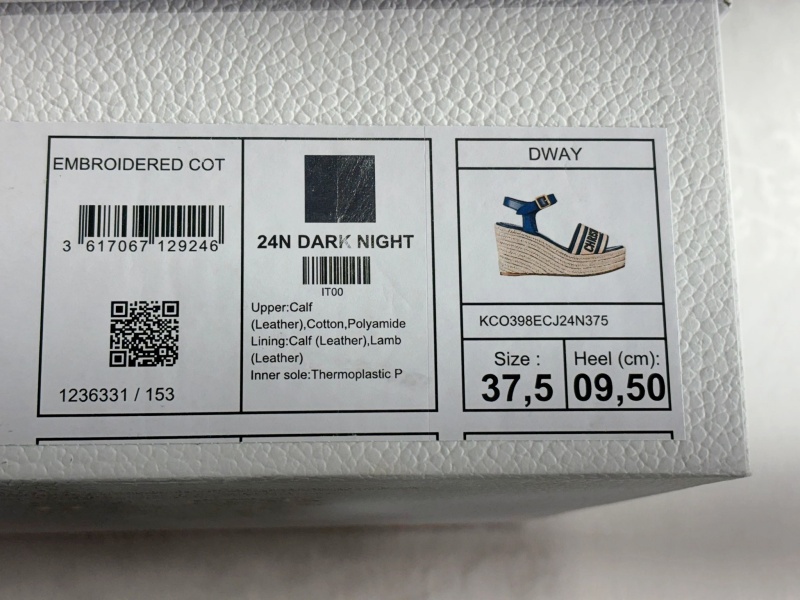 EMBROIDERED COT
3 617067 129246
1236331 / 153
24N DARK NIGHT
IT00
Upper:Calf
(Leather),Cotton,Polyamide
Lining:Calf (Leather),Lamb
(Leather)
Inner sole:Thermoplastic P
DWAY
CHRIS
KCO398ECJ24N375
Size :
37,5
Heel (cm):
09,50